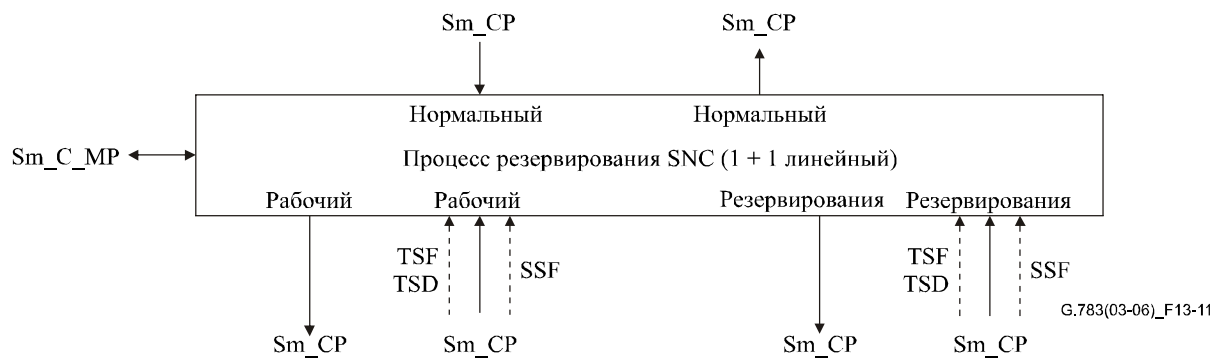 Sm_CP Sm_CP
Нормальный Нормальный
Sm_C_MP Процесс резервирования SNC (1 + 1 линейный)
Рабочий Рабочий Резервирования Резервирования
TSF TSF
SSF SSF
TSD TSD
G.783(03-06)_F13-11
Sm_CP Sm_CP Sm_CP Sm_CP